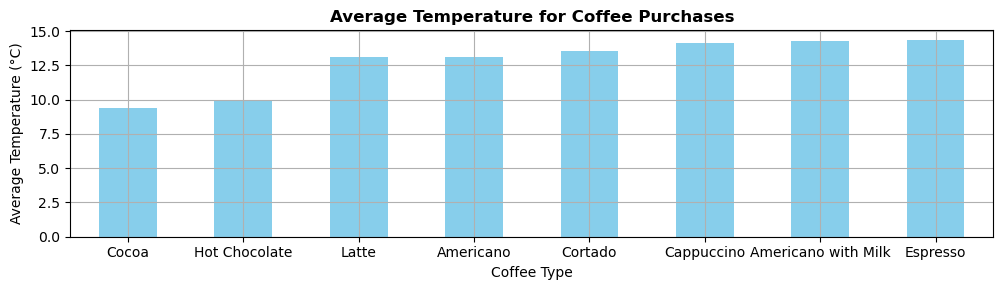 Average Temperature for Coffee Purchases
Average Temperature (°C)
15.0
12.5
10.0
7.5
5.0
2.5
0.0
Cocoa Hot Chocolate Latte Americano Cortado Cappuccino Americano with Milk Espresso
Coffee Type